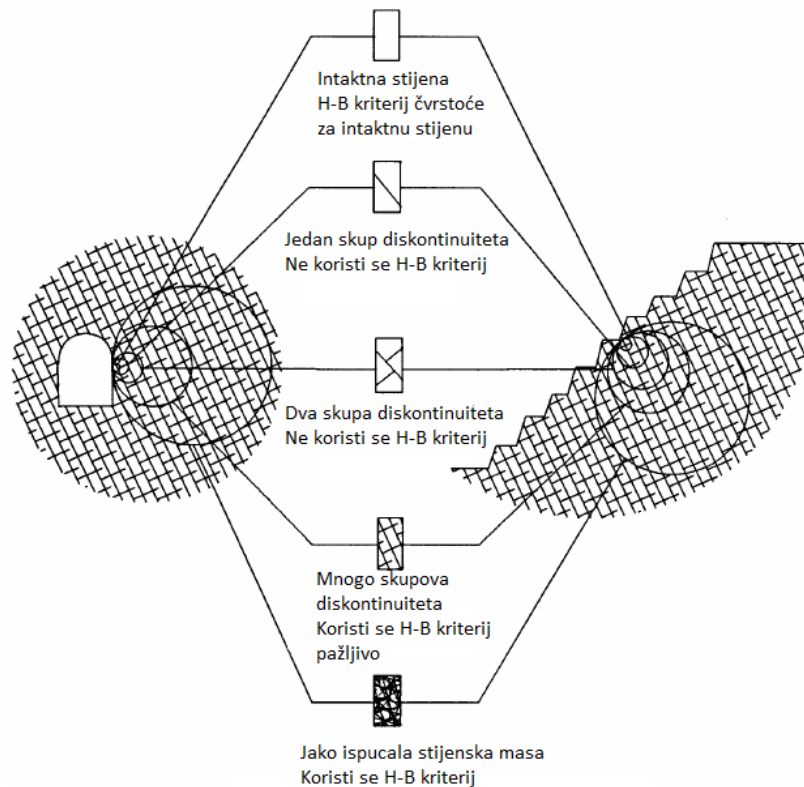 Intaktna stijena
H-B kriterij čvrstoće
za intaktnu stijenu
Jedan skup diskontinuiteta
Ne koristi se H-B kriterij
Dva skupa diskontinuiteta
Ne koristi se H-B kriterij
Mnogo skupova
diskontinuiteta
Koristi se H-B kriterij
pažljivo
Jako ispucala stijenska masa
Koristi se H-B kriterij